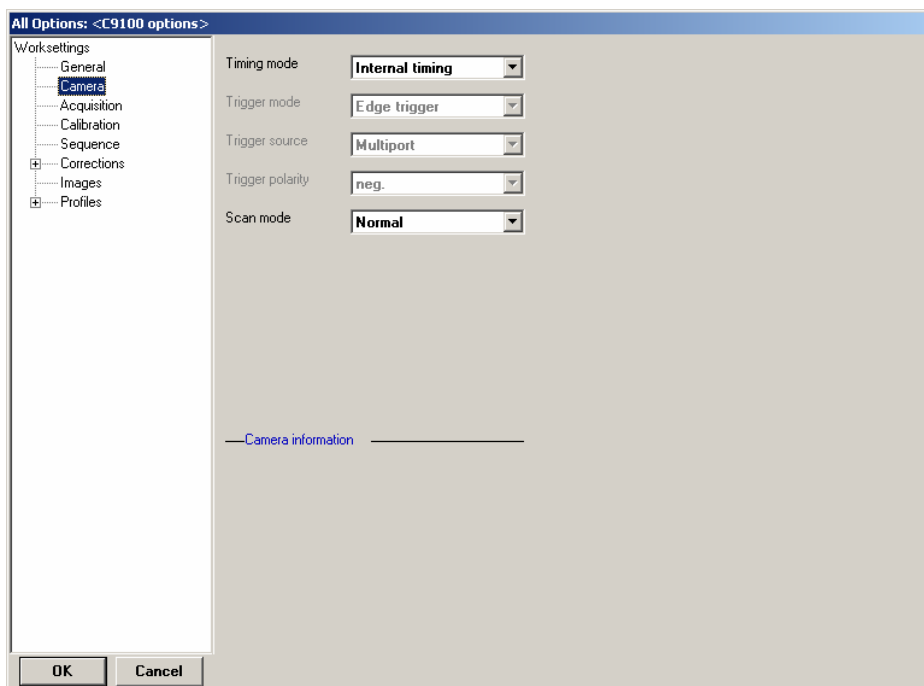 All Options: <C9100 options>
Worksettings
General
Camera
Acquisition
Calibration
Sequence
Corrections
Images
Profiles
Timing mode
Internal timing
Trigger mode
Edge trigger
Trigger source
Multiport
Trigger polarity
neg.
Scan mode
Normal
Camera information
OK
Cancel